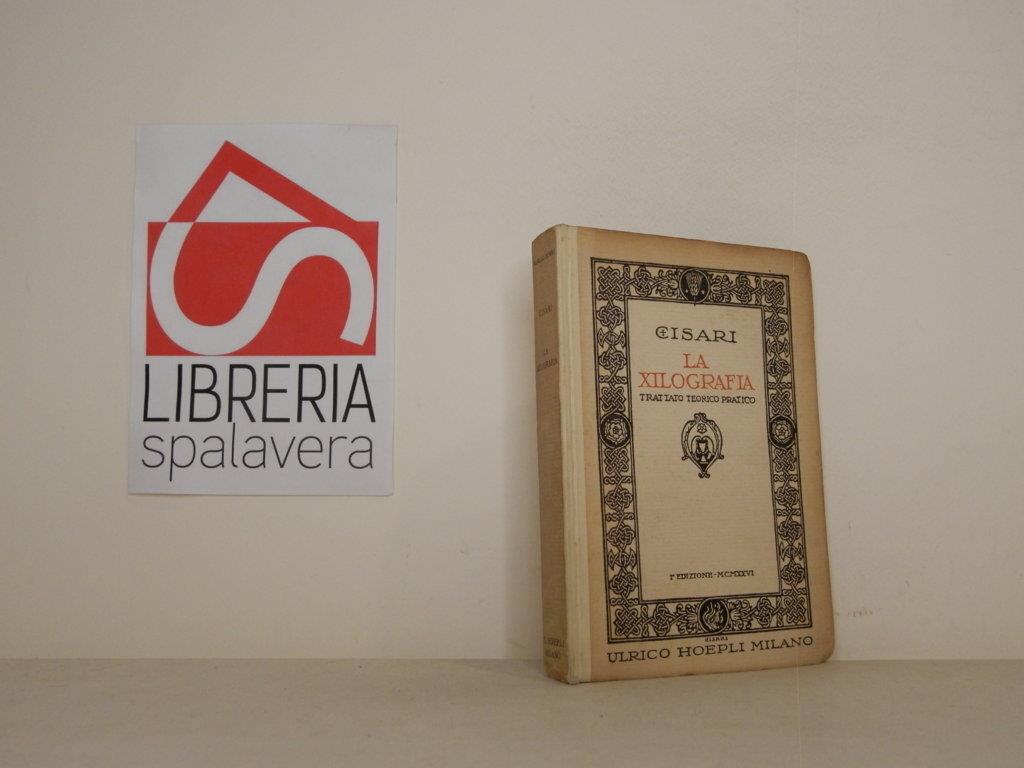 LIBRERIA
spalavera
CISARI
LA
XILOGRAFIA
TRATTATO TEORICO PRATICO
Iª EDIZIONE - MCMXXVI
CISARI
ULRICO HOEPLI MILANO
CISARI
LA
XILOGRAFIA
U. HOEPLI
MILANO